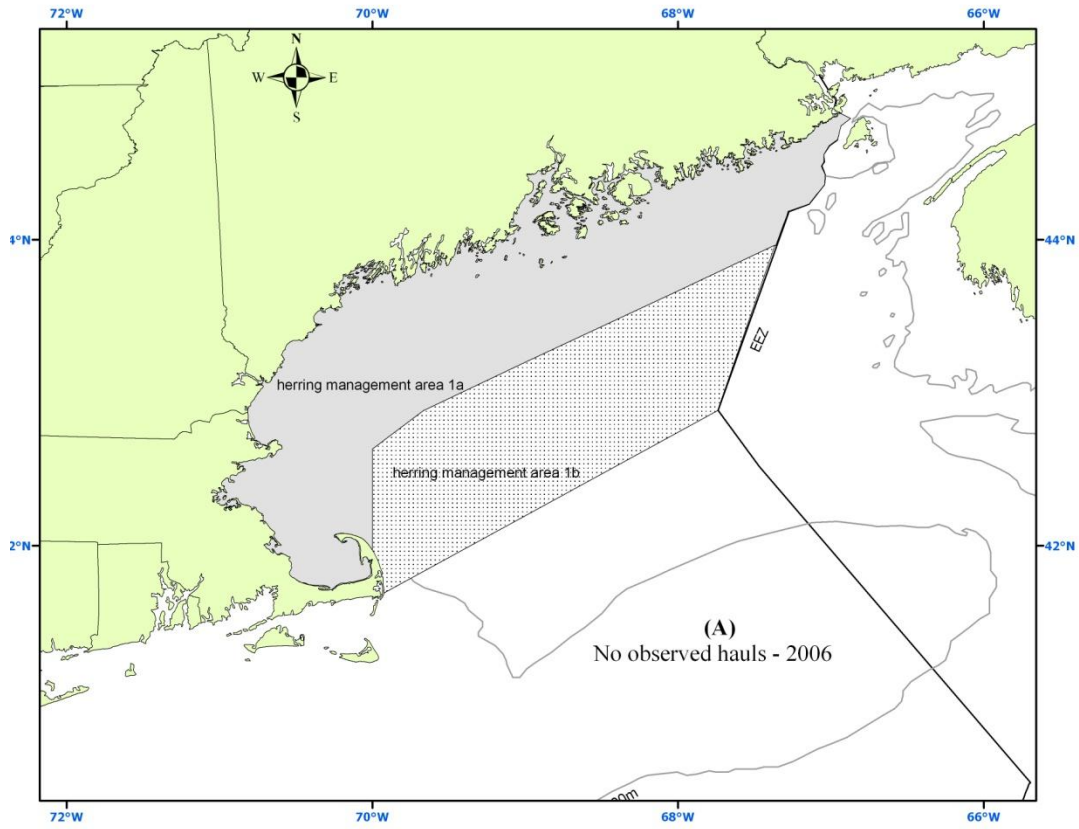 72°W 70°W 68°W 66°W
N
W E
S
4°N 44°N
EEZ
herring management area 1a
herring management area 1b
2°N 42°N
(A)
No observed hauls - 2006
00m
72°W 70°W 68°W 66°W